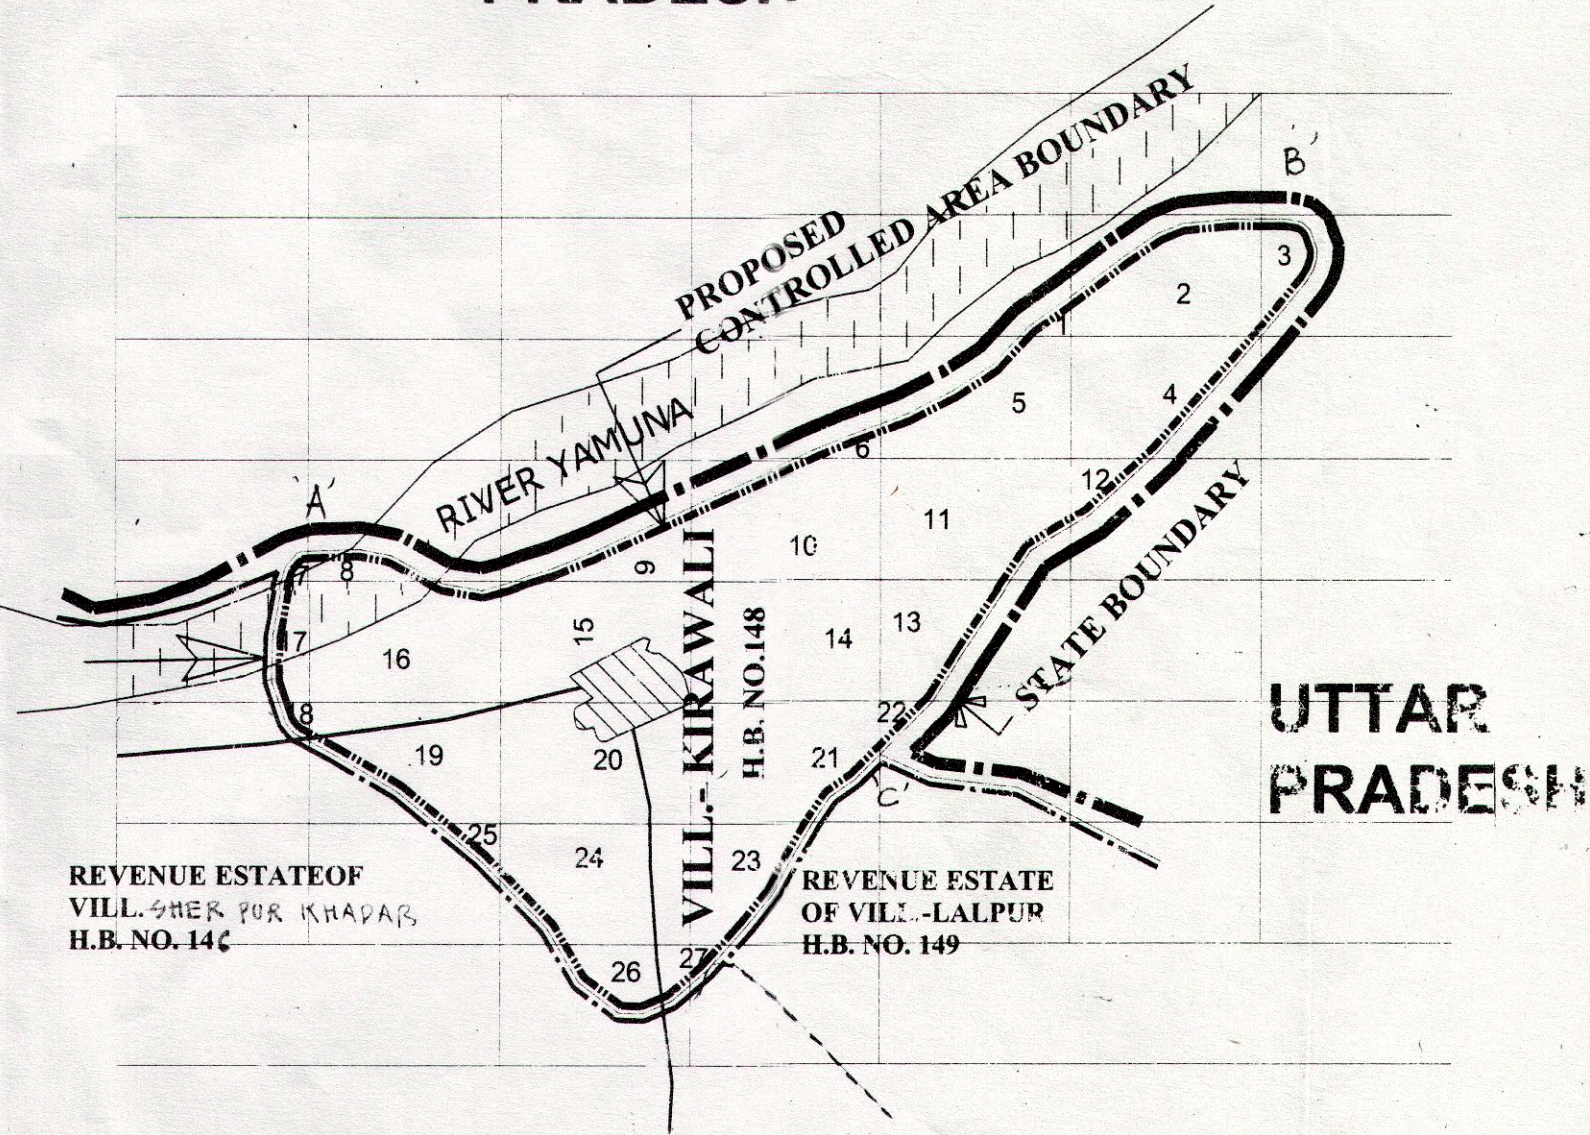 PRADESH
B'
PROPOSED
CONTROLLED AREA BOUNDARY
3
2
1
4
5
RIVER YAMUNA
6
'A'
12
11
10
9
7
8
STATE BOUNDARY
VILL.- KIRAWALI
H.B. NO.148
15
14
13
17
16
18
22
19
20
21
'C'
UTTAR
PRADESH
25
24
23
REVENUE ESTATEOF
VILL. SHER PUR KHADAR
H.B. NO. 146
REVENUE ESTATE
OF VILL.-LALPUR
H.B. NO. 149
26
27